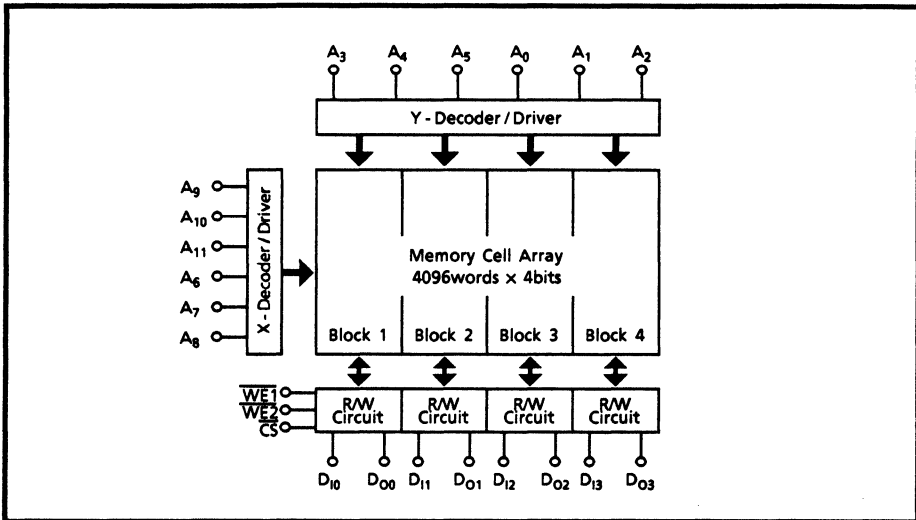 A3 A4 A5 A0 A1 A2
Y - Decoder / Driver
A9
A10
A11
A6
A7
A8
X - Decoder / Driver
Memory Cell Array
4096words × 4bits
Block 1 Block 2 Block 3 Block 4
WE1
WE2
CS
R/W Circuit
R/W Circuit
R/W Circuit
R/W Circuit
DI0 DO0 DI1 DO1 DI2 DO2 DI3 DO3